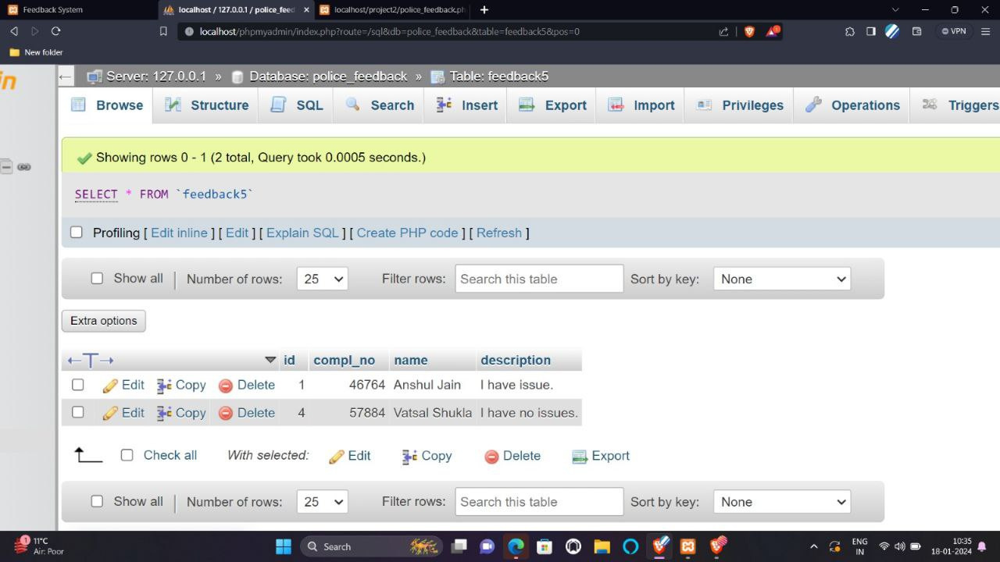 Feedback System
localhost / 127.0.0.1 / police_feed
localhost/project2/police_feedback.ph
localhost/phpmyadmin/index.php?route=/sql&db=police_feedback&table=feedback5&pos=0
VPN
New folder
in
Server: 127.0.0.1 » Database: police_feedback » Table: feedback5
Browse Structure SQL Search Insert Export Import Privileges Operations Triggers
Showing rows 0 - 1 (2 total, Query took 0.0005 seconds.)
SELECT * FROM `feedback5`
Profiling [ Edit inline ] [ Edit ] [ Explain SQL ] [ Create PHP code ] [ Refresh ]
Show all | Number of rows: 25 Filter rows: Search this table Sort by key: None
Extra options
id compl_no name description
Edit Copy Delete 1 46764 Anshul Jain I have issue.
Edit Copy Delete 4 57884 Vatsal Shukla I have no issues.
Check all With selected: Edit Copy Delete Export
Show all | Number of rows: 25 Filter rows: Search this table Sort by key: None
1 11°C
Air: Poor
Search
ENG
IN
10:35
18-01-2024